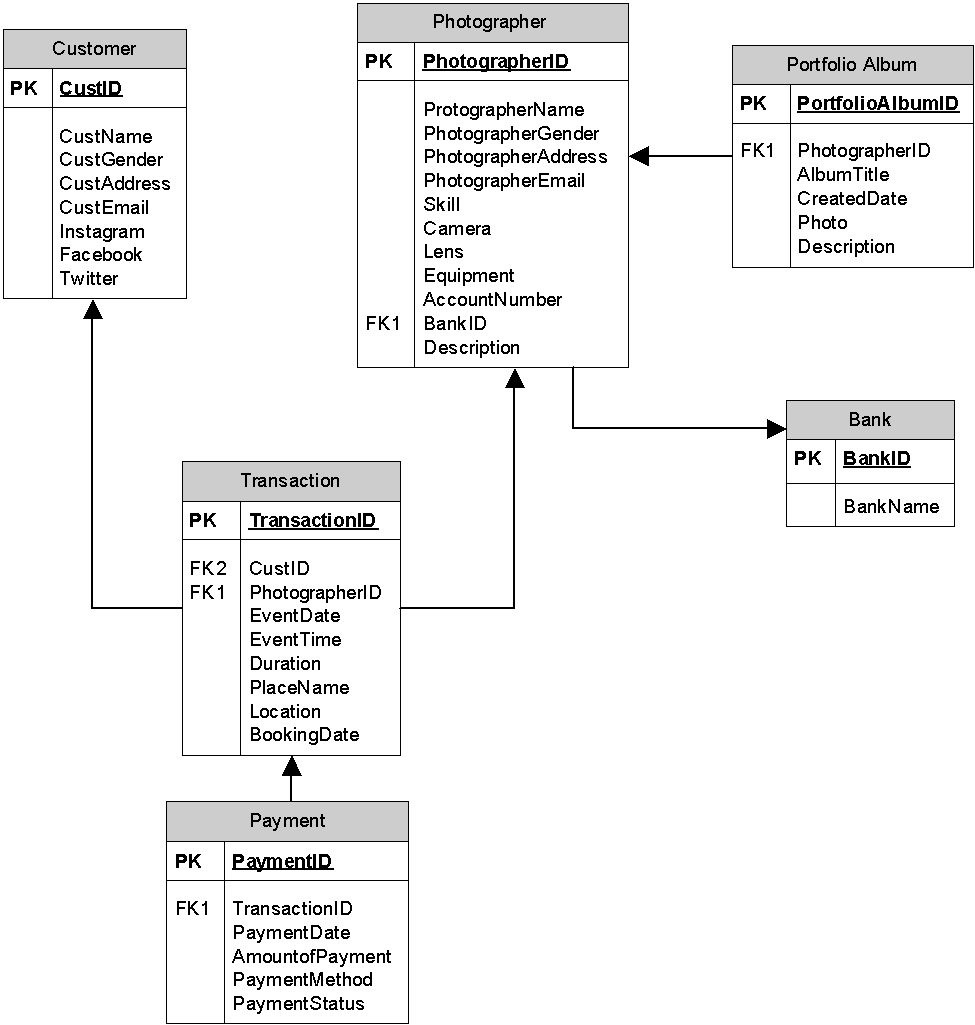 Customer
PK CustID
CustName
CustGender
CustAddress
CustEmail
Instagram
Facebook
Twitter
Photographer
PK PhotographerID
ProtographerName
PhotographerGender
PhotographerAddress
PhotographerEmail
Skill
Camera
Lens
Equipment
AccountNumber
FK1 BankID
Description
Portfolio Album
PK PortfolioAlbumID
FK1 PhotographerID
AlbumTitle
CreatedDate
Photo
Description
Bank
PK BankID
BankName
Transaction
PK TransactionID
FK2 CustID
FK1 PhotographerID
EventDate
EventTime
Duration
PlaceName
Location
BookingDate
Payment
PK PaymentID
FK1 TransactionID
PaymentDate
AmountofPayment
PaymentMethod
PaymentStatus